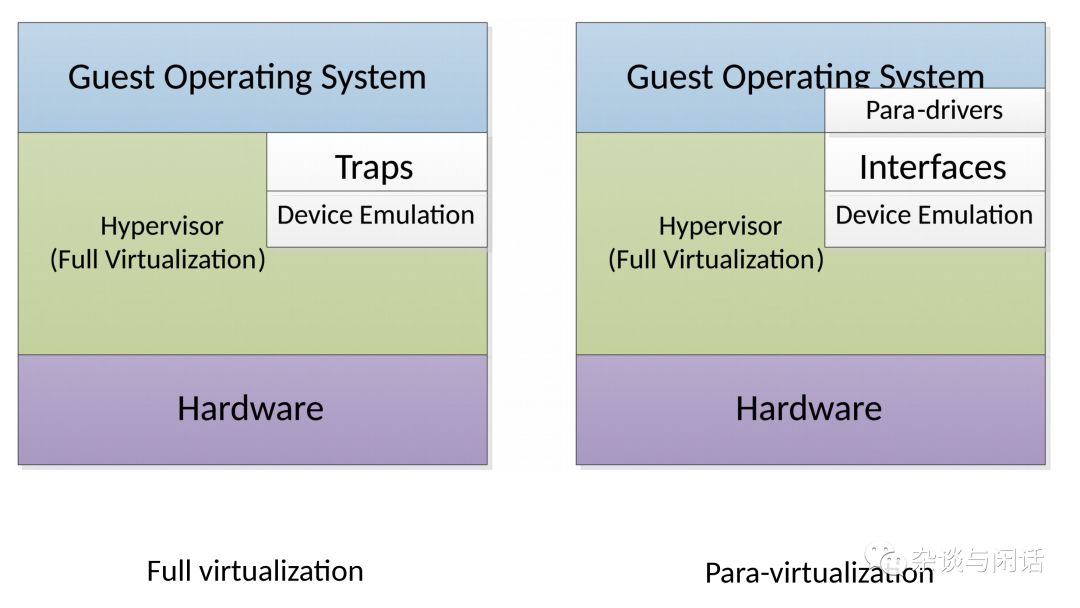 Guest Operating System
Traps
Device Emulation
Hypervisor
(Full Virtualization)
Hardware
Full virtualization
Guest Operating System
Para-drivers
Interfaces
Device Emulation
Hypervisor
(Full Virtualization)
Hardware
Para-virtualization
杂谈与闲话